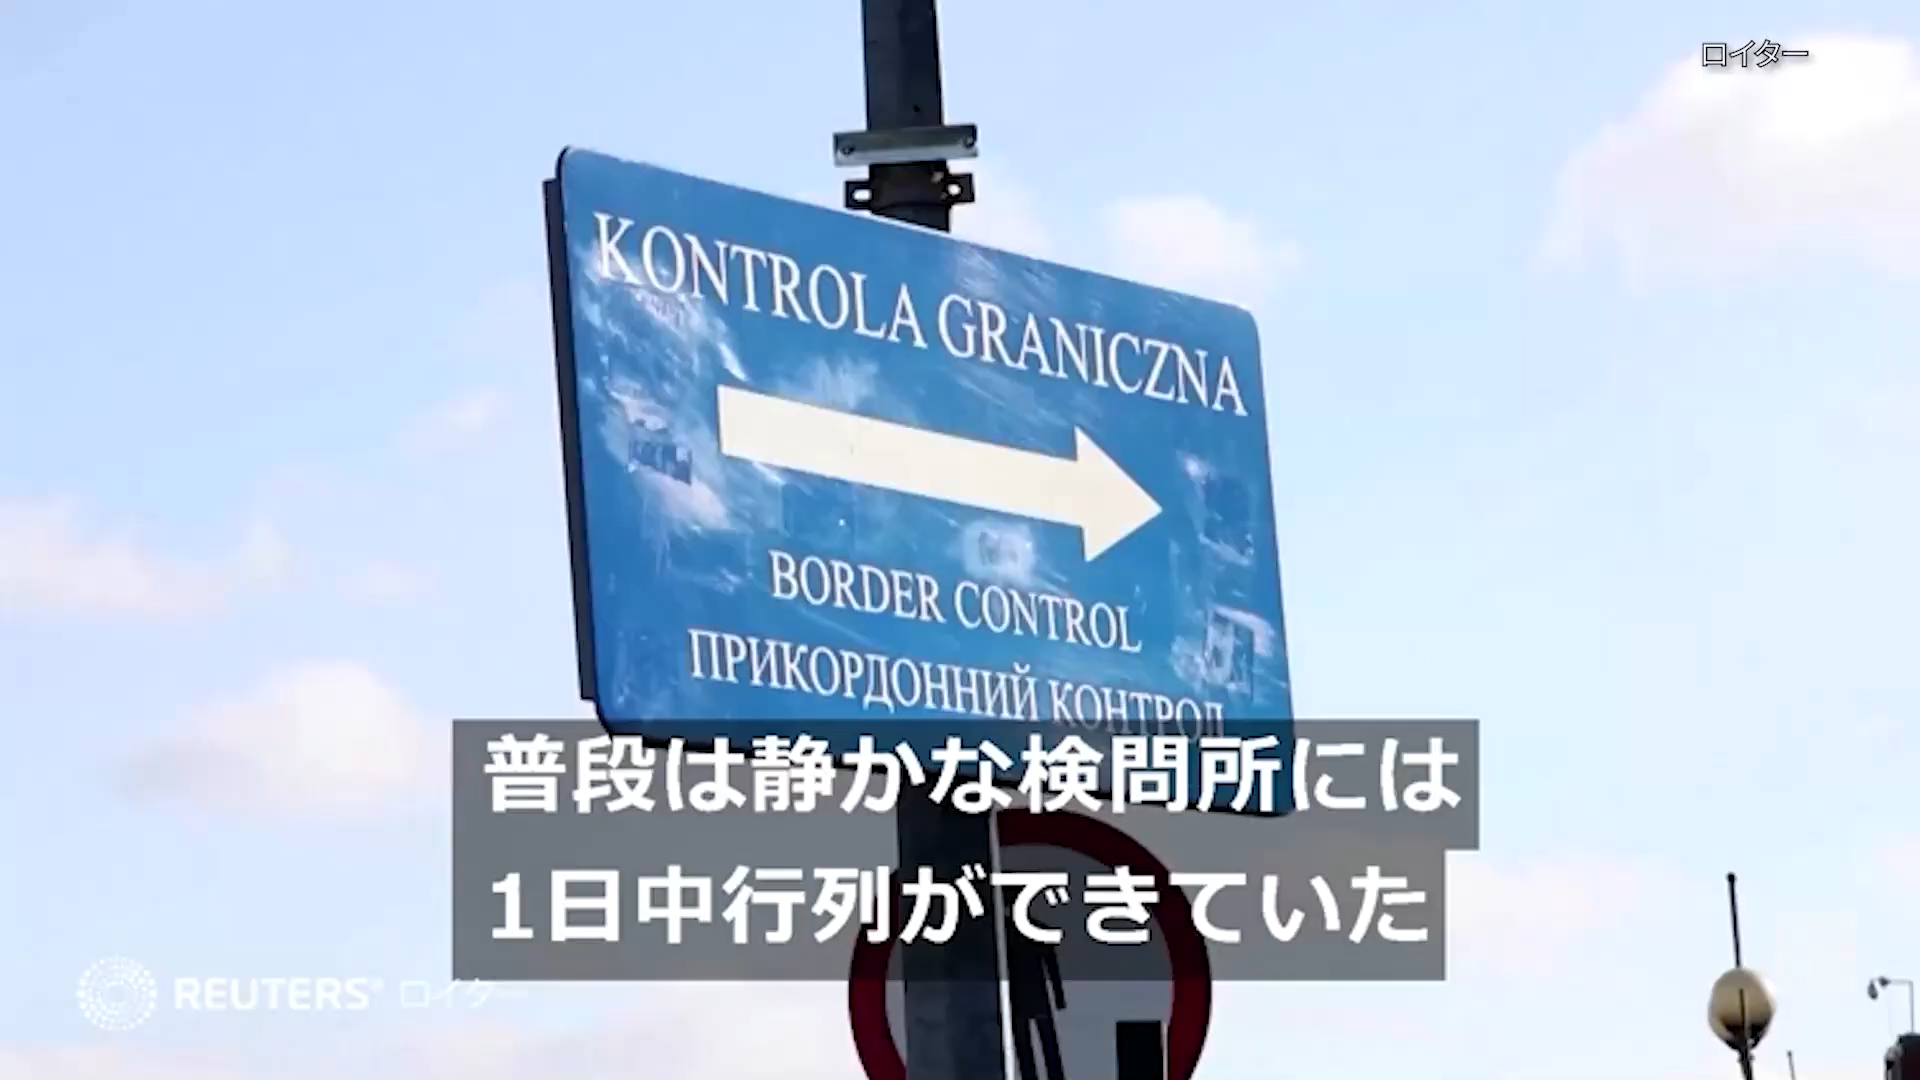 ロイター
KONTROLA GRANICZNA
BORDER CONTROL
ПРИКОРДОННИЙ КОНТРОЛ
普段は静かな検問所には
1日中行列ができていた
REUTERS® ロイター